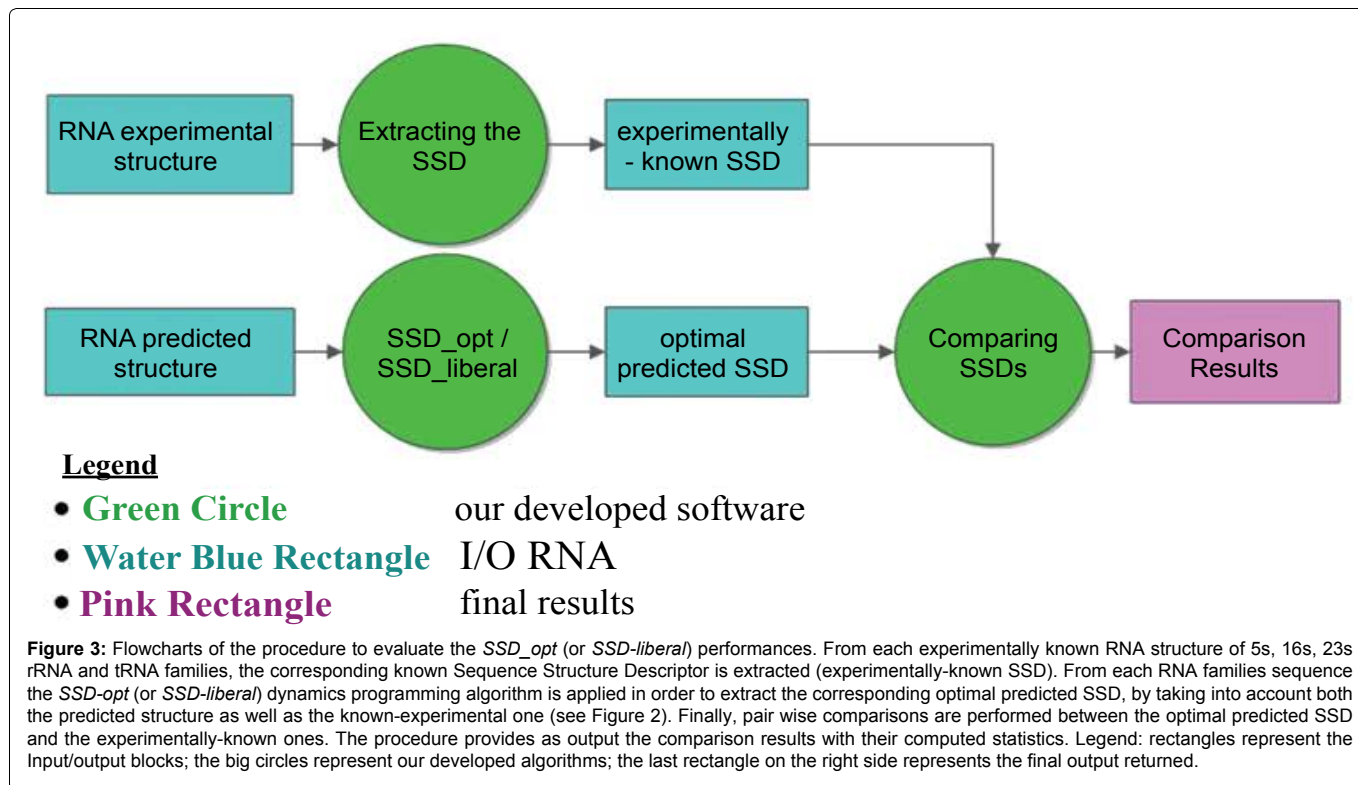 RNA experimental
structure
Extracting the
SSD
experimentally
- known SSD
RNA predicted
structure
SSD_opt /
SSD_liberal
optimal
predicted SSD
Comparing
SSDs
Comparison
Results
Legend
• Green Circle our developed software
• Water Blue Rectangle I/O RNA
• Pink Rectangle final results
Figure 3: Flowcharts of the procedure to evaluate the SSD_opt (or SSD-liberal) performances. From each experimentally known RNA structure of 5s, 16s, 23s
rRNA and tRNA families, the corresponding known Sequence Structure Descriptor is extracted (experimentally-known SSD). From each RNA families sequence
the SSD-opt (or SSD-liberal) dynamics programming algorithm is applied in order to extract the corresponding optimal predicted SSD, by taking into account both
the predicted structure as well as the known-experimental one (see Figure 2). Finally, pair wise comparisons are performed between the optimal predicted SSD
and the experimentally-known ones. The procedure provides as output the comparison results with their computed statistics. Legend: rectangles represent the
Input/output blocks; the big circles represent our developed algorithms; the last rectangle on the right side represents the final output returned.